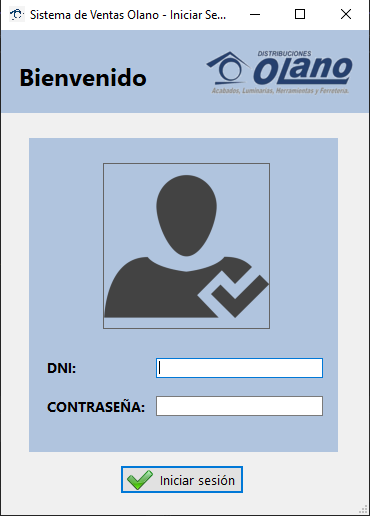 Sistema de Ventas Olano - Iniciar Se...
Bienvenido
DISTRIBUCIONES
OLANO
Acabados, Luminarias, Herramientas y Ferretería.
DNI:
CONTRASEÑA:
Iniciar sesión